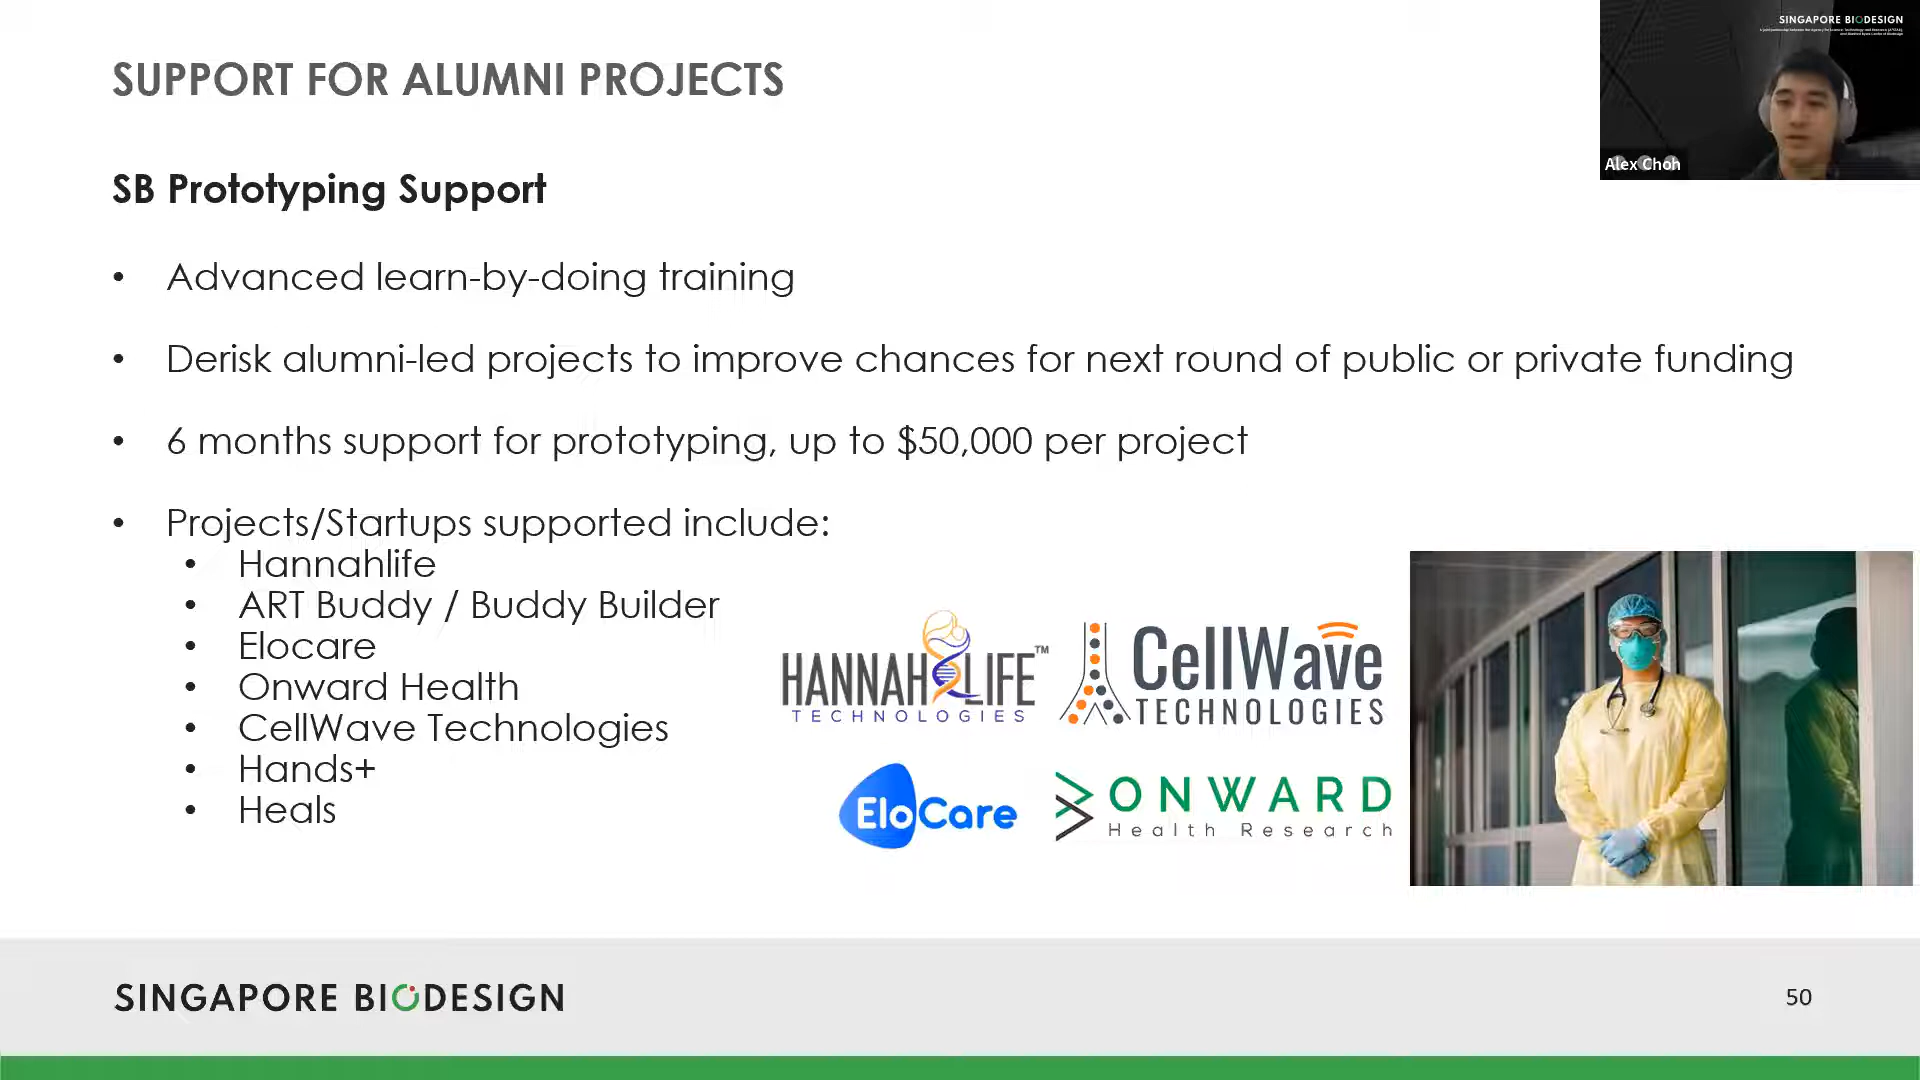 SUPPORT FOR ALUMNI PROJECTS
SINGAPORE BIODESIGN
Alex Choh
SB Prototyping Support
• Advanced learn-by-doing training
• Derisk alumni-led projects to improve chances for next round of public or private funding
• 6 months support for prototyping, up to $50,000 per project
• Projects/Startups supported include:
• Hannahlife
• ART Buddy / Buddy Builder
• Elocare
• Onward Health
• CellWave Technologies
• Hands+
• Heals
HANNAH LIFE™
TECHNOLOGIES
CellWave
TECHNOLOGIES
EloCare
ONWARD
Health Research
SINGAPORE BIODESIGN
50